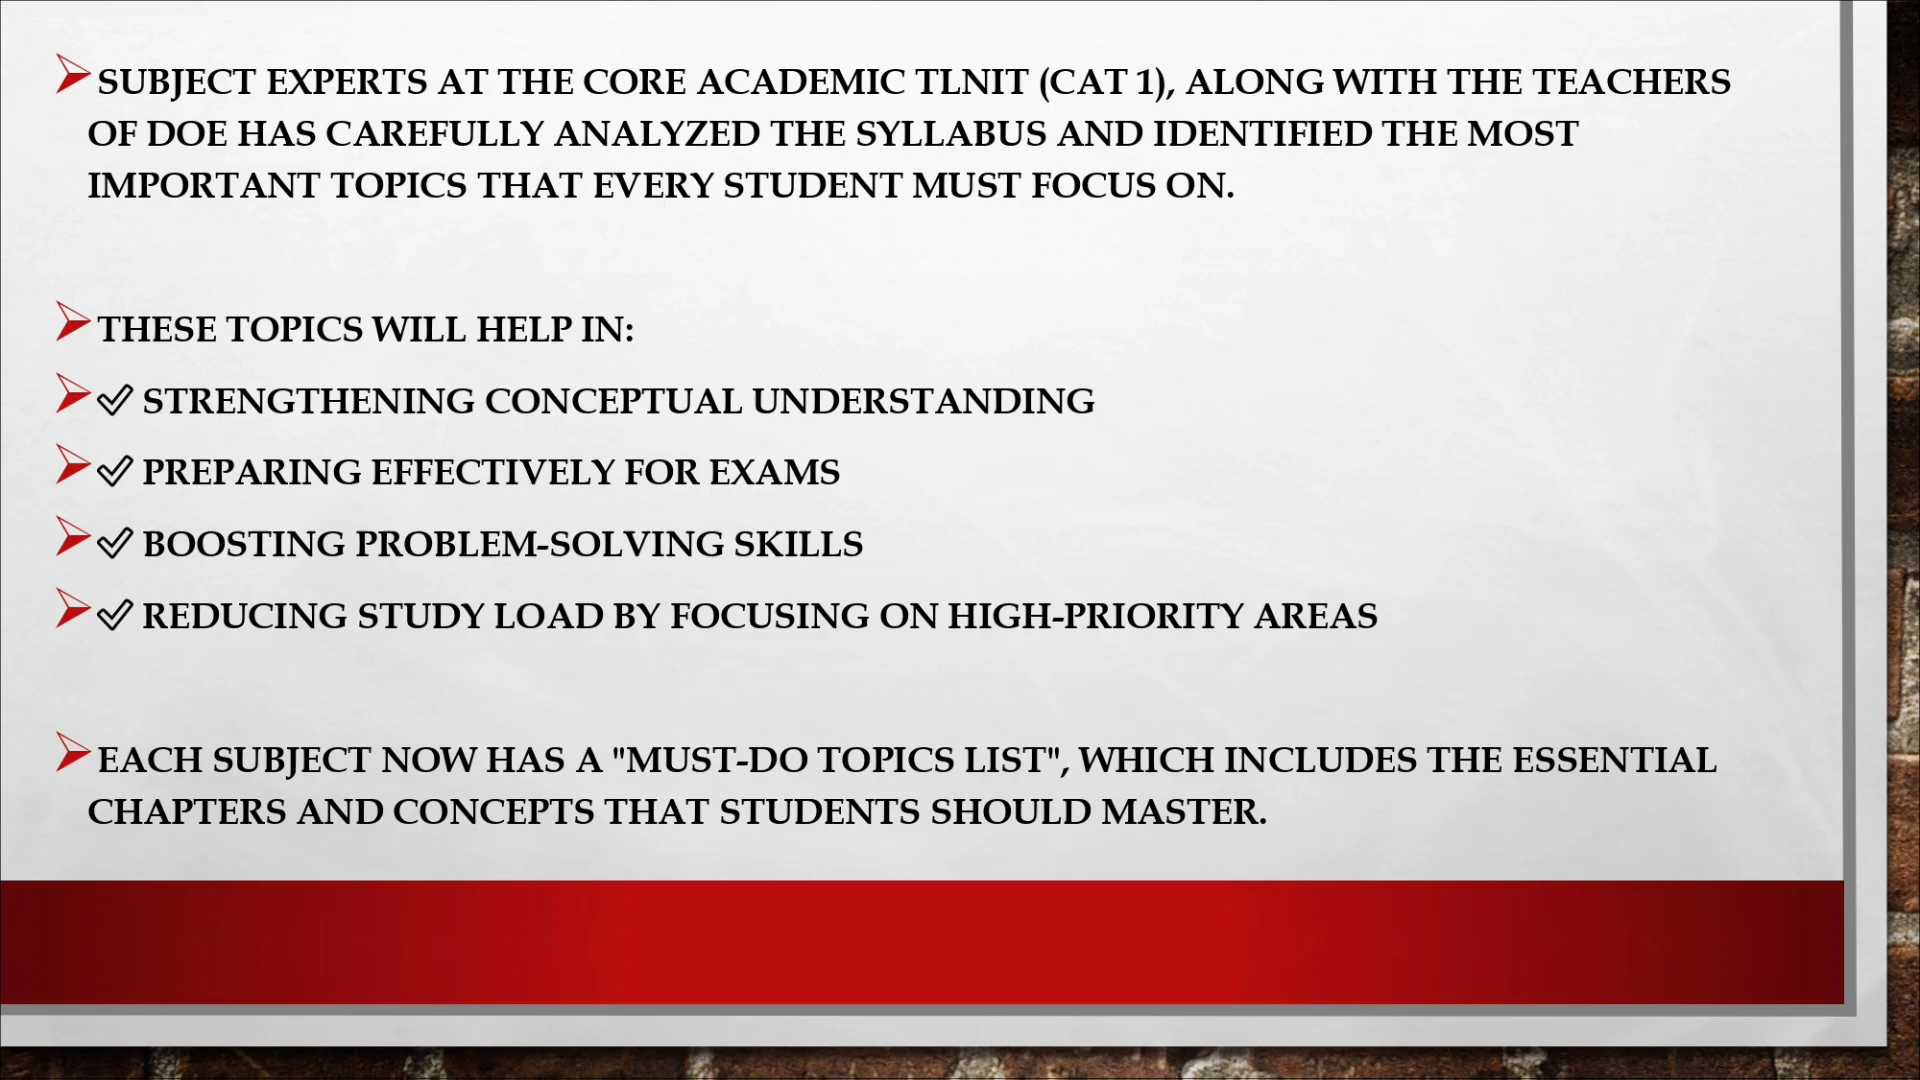 SUBJECT EXPERTS AT THE CORE ACADEMIC TLNIT (CAT 1), ALONG WITH THE TEACHERS
OF DOE HAS CAREFULLY ANALYZED THE SYLLABUS AND IDENTIFIED THE MOST
IMPORTANT TOPICS THAT EVERY STUDENT MUST FOCUS ON.
THESE TOPICS WILL HELP IN:
✓ STRENGTHENING CONCEPTUAL UNDERSTANDING
✓ PREPARING EFFECTIVELY FOR EXAMS
✓ BOOSTING PROBLEM-SOLVING SKILLS
✓ REDUCING STUDY LOAD BY FOCUSING ON HIGH-PRIORITY AREAS
EACH SUBJECT NOW HAS A "MUST-DO TOPICS LIST", WHICH INCLUDES THE ESSENTIAL
CHAPTERS AND CONCEPTS THAT STUDENTS SHOULD MASTER.